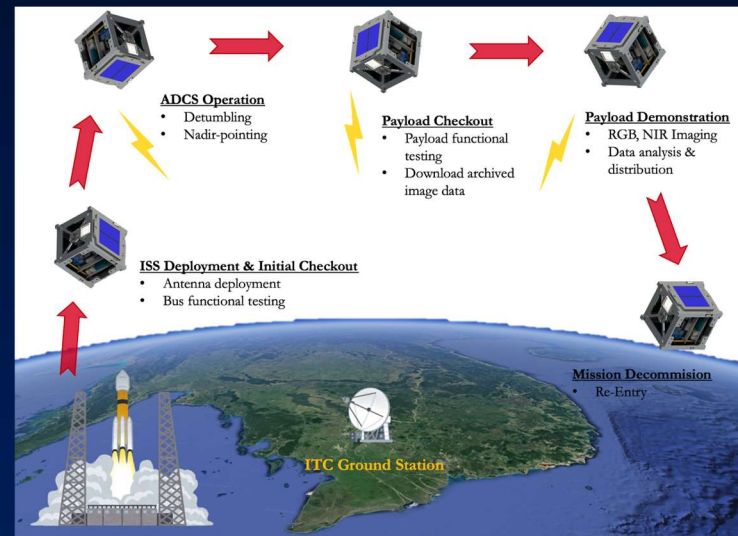 ADCS Operation
• Detumbling
• Nadir-pointing
Payload Checkout
• Payload functional
testing
• Download archived
image data
Payload Demonstration
• RGB, NIR Imaging
• Data analysis &
distribution
ISS Deployment & Initial Checkout
• Antenna deployment
• Bus functional testing
Mission Decommision
• Re-Entry
ITC Ground Station